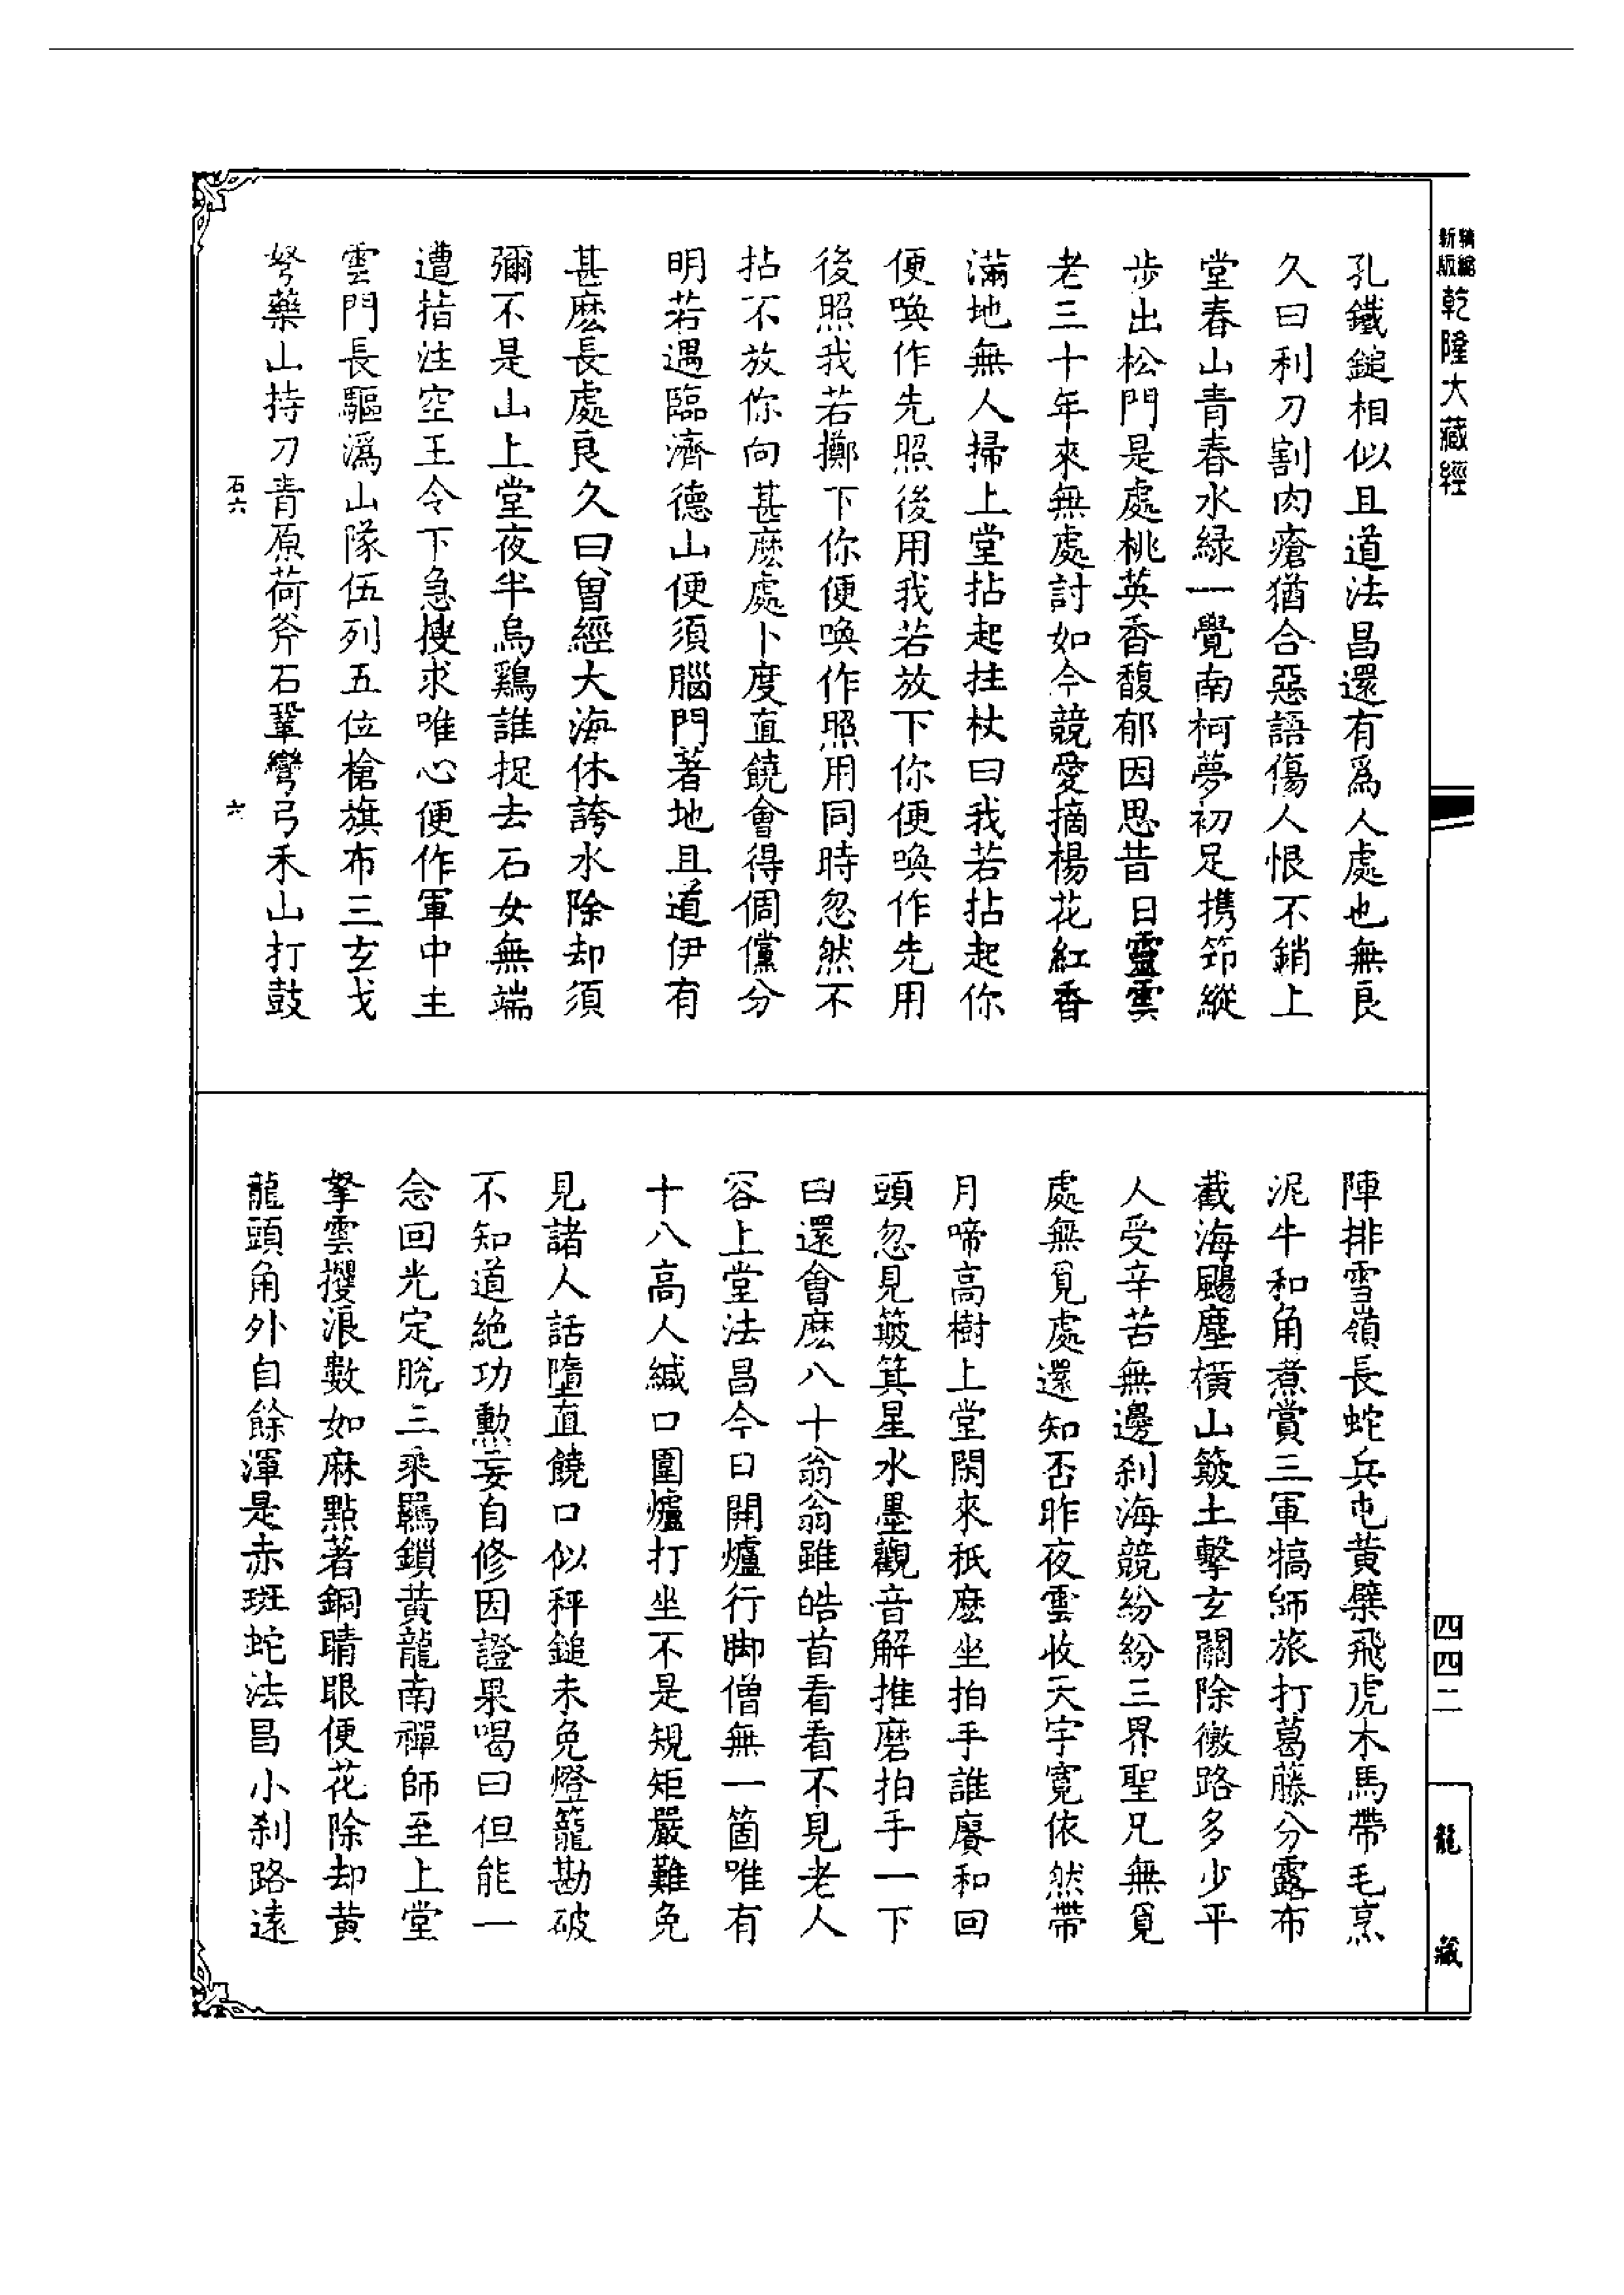 精縮新版乾隆大藏經
孔鐵鎚相似且道法昌還有爲人處也無良
久曰利刀割肉瘡猶合惡語傷人恨不銷上
堂春山青春水綠一覺南柯夢初足携筇縱
步出松門是處桃英香馥郁因思昔日靈雲
老三十年來無處討如今競愛摘楊花紅香
滿地無人掃上堂拈起拄杖曰我若拈起你
便喚作先照後用我若放下你便喚作先用
後照我若擲下你便喚作照用同時忽然不
拈不放你向甚麽處卜度直饒會得倜儻分
明若遇臨濟德山便須腦門著地且道伊有
甚麽長處良久曰曾經大海休誇水除却須
彌不是山上堂夜半烏鷄誰捉去石女無端
遭指注空王令下急搜求唯心便作軍中主
雲門長驅潙山隊伍列五位槍旗布三玄戈
弩藥山持刀青原荷斧石鞏彎弓禾山打鼓
石六
六
陣排雪嶺長蛇兵屯黃檗飛虎木馬帶毛烹
泥牛和角煮賞三軍犒師旅打葛藤分露布
截海颺塵橫山簸土擊玄關除徼路多少平
人受辛苦無邊刹海競紛紛三界聖凡無覓
處無覓處還知否昨夜雲收天宇寬依然帶
月啼高樹上堂閑來秖麽坐拍手誰賡和回
頭忽見簸箕星水墨觀音解推磨拍手一下
曰還會麽八十翁翁雖皓首看看不見老人
容上堂法昌今日開爐行脚僧無一箇唯有
十八高人緘口圍爐打坐不是規矩嚴難免
見諸人話墮直饒口似秤鎚未免燈籠勘破
不知道絕功勳妄自修因證果喝曰但能一
念回光定脫三乘羈鎖黃龍南禪師至上堂
拏雲攫浪數如麻點著銅睛眼便花除却黃
龍頭角外自餘渾是赤斑蛇法昌小刹路遠
四四二
龍藏